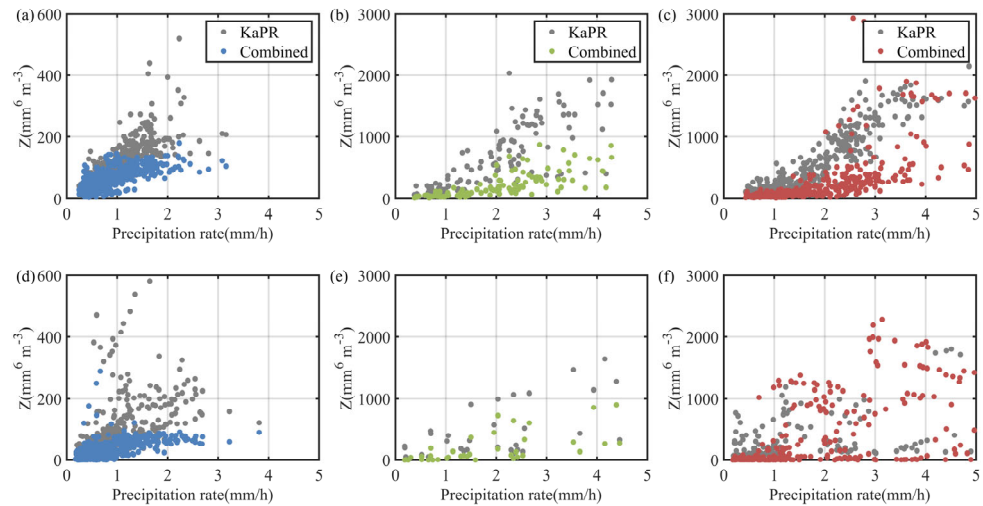 (a)
600
400
200
0
Z(mm⁶ m⁻³)
KaPR
Combined
0 1 2 3 4 5
Precipitation rate(mm/h)
(b)
3000
2000
1000
0
Z(mm⁶ m⁻³)
KaPR
Combined
0 1 2 3 4 5
Precipitation rate(mm/h)
(c)
3000
2000
1000
0
Z(mm⁶ m⁻³)
KaPR
Combined
0 1 2 3 4 5
Precipitation rate(mm/h)
(d)
600
400
200
0
Z(mm⁶ m⁻³)
0 1 2 3 4 5
Precipitation rate(mm/h)
(e)
3000
2000
1000
0
Z(mm⁶ m⁻³)
0 1 2 3 4 5
Precipitation rate(mm/h)
(f)
3000
2000
1000
0
Z(mm⁶ m⁻³)
0 1 2 3 4 5
Precipitation rate(mm/h)